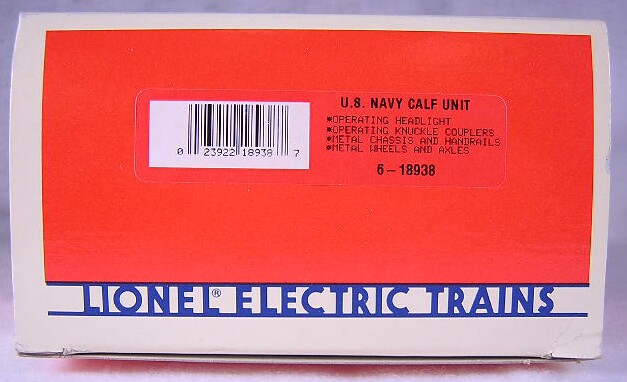 U.S. NAVY CALF UNIT
*OPERATING HEADLIGHT
*OPERATING KNUCKLE COUPLERS
*METAL CHASSIS AND HANDRAILS
*METAL WHEELS AND AXLES
6-18938
0 23922 18938 7
LIONEL® ELECTRIC TRAINS